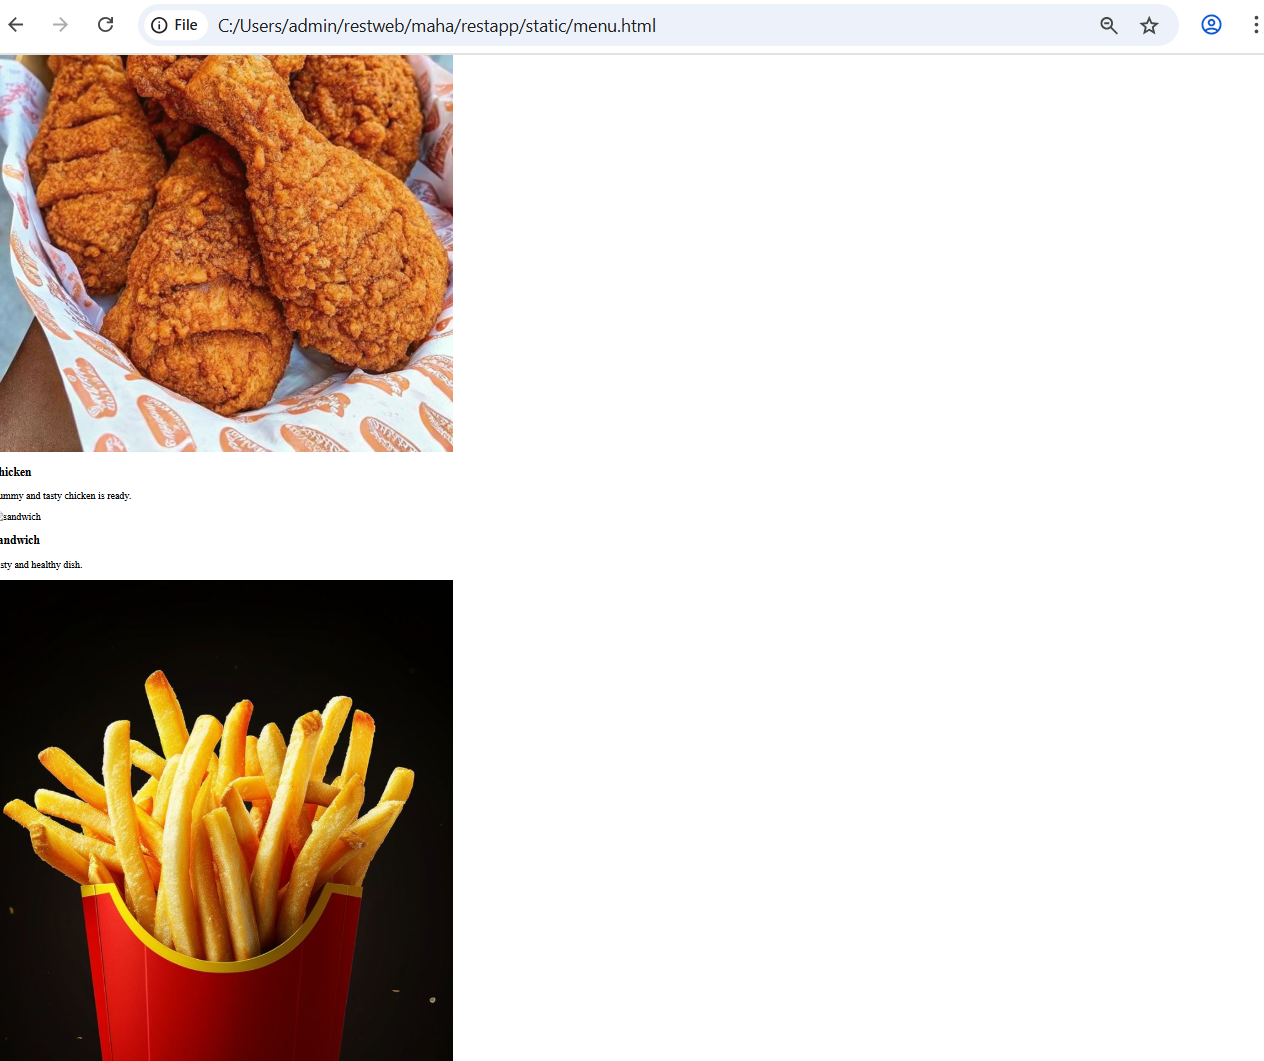 File C:/Users/admin/restweb/maha/restapp/static/menu.html
hicken
ummy and tasty chicken is ready.
sandwich
andwich
sty and healthy dish.